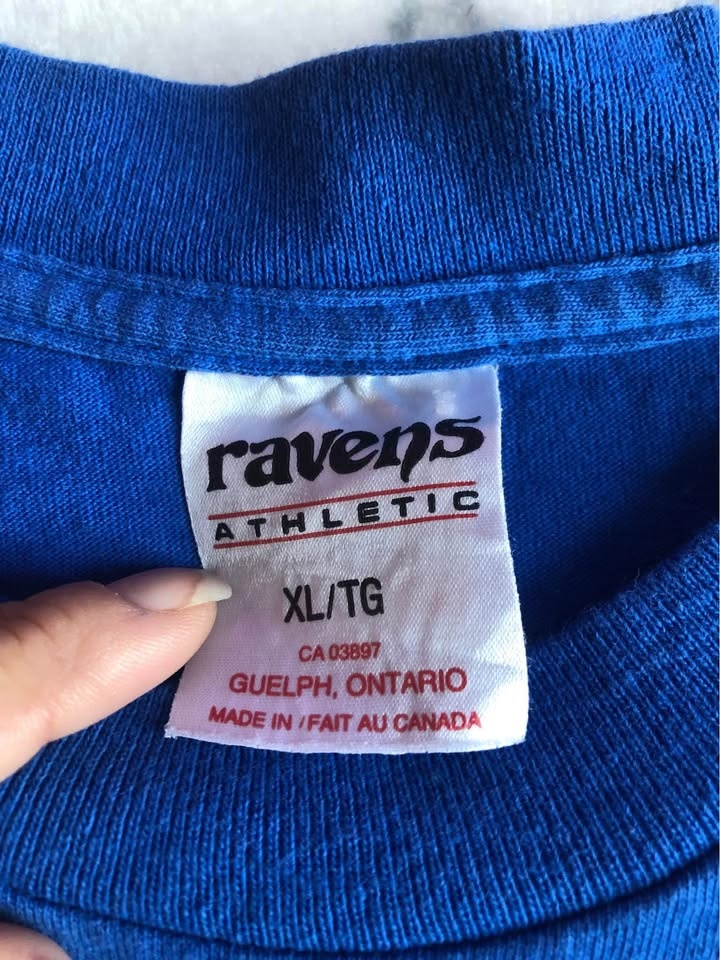 ravens
ATHLETIC
XL/TG
CA 03897
GUELPH, ONTARIO
MADE IN / FAIT AU CANADA